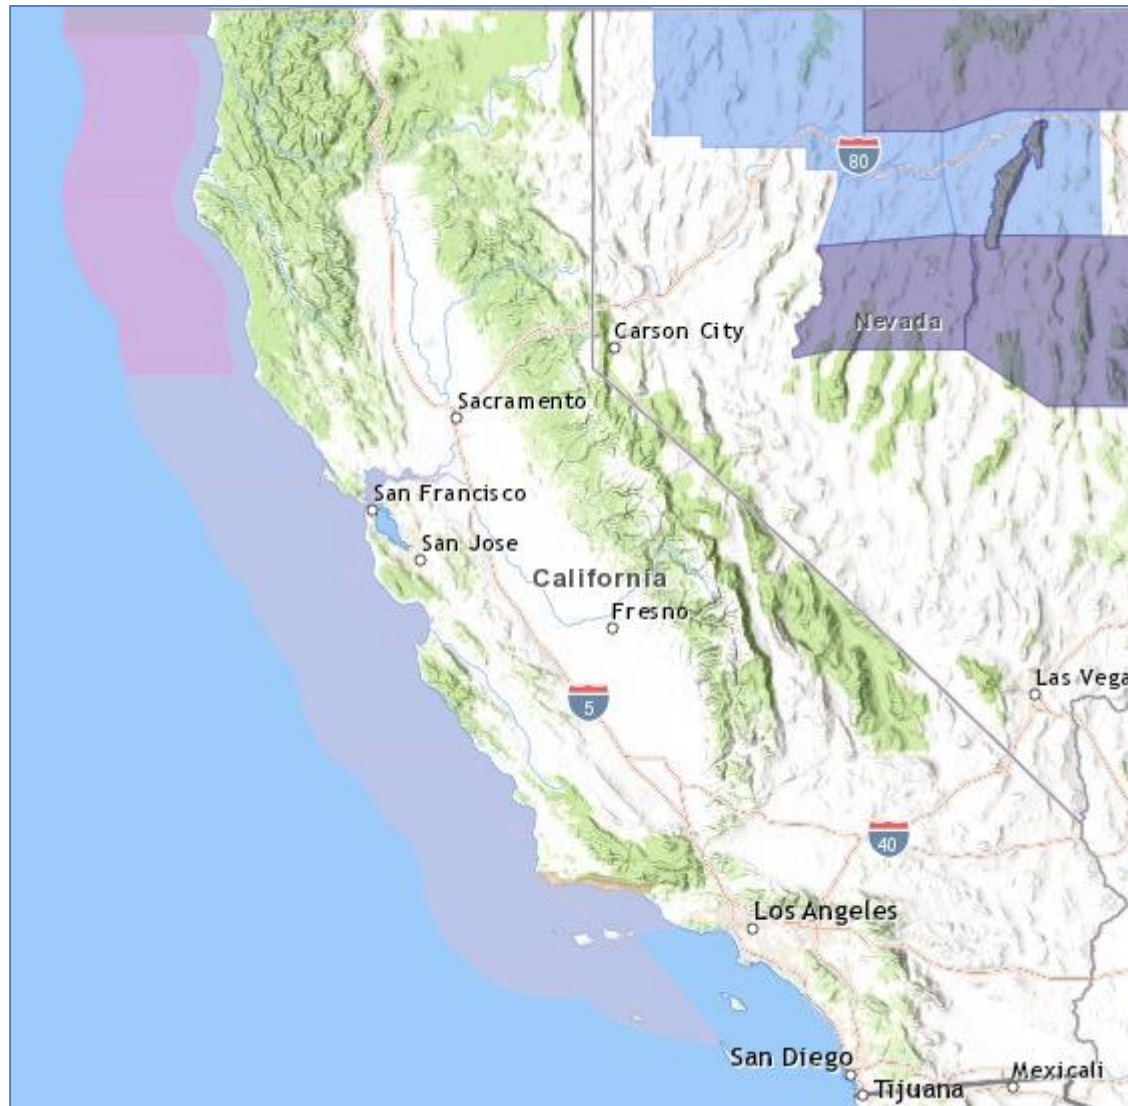 80
Nevada
Carson City
Sacramento
San Francisco
San Jose
California
Fresno
Las Vega
5
40
Los Angeles
San Diego
Mexicali
Tijuana